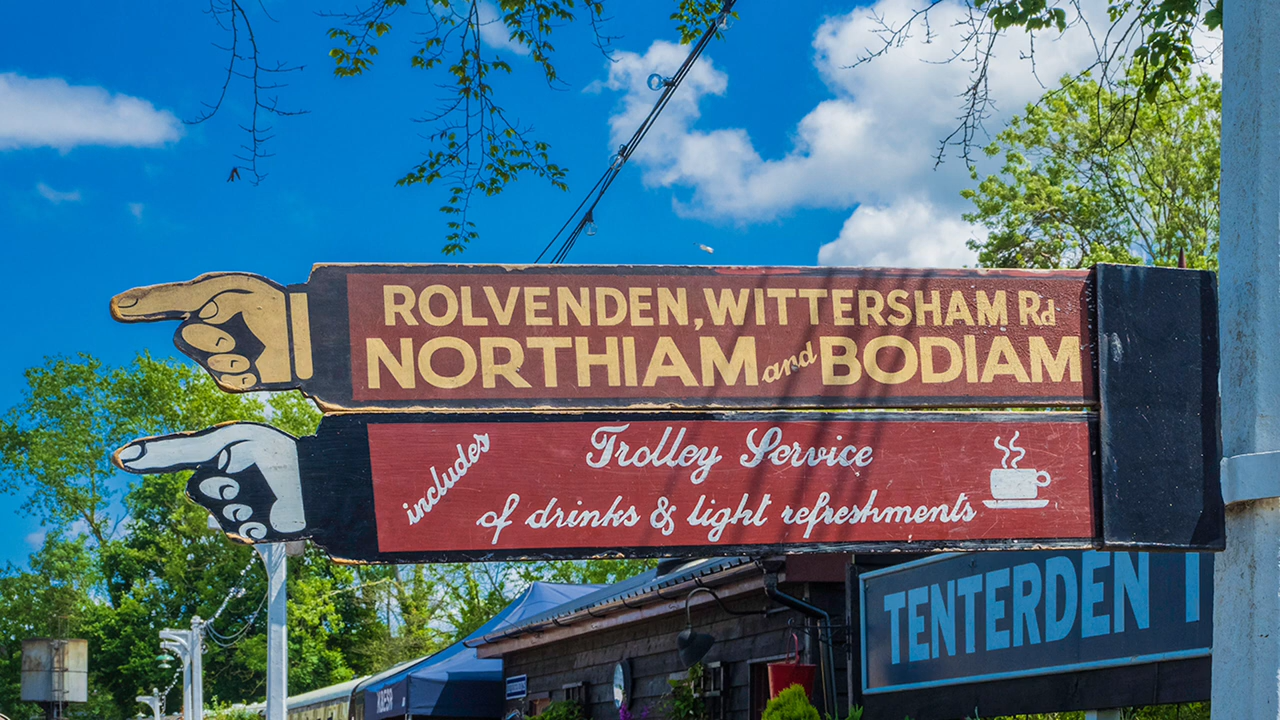 ROLVENDEN, WITTERSHAM Rd
NORTHIAM and BODIAM
includes Trolley Service
of drinks & light refreshments
TENTERDEN T